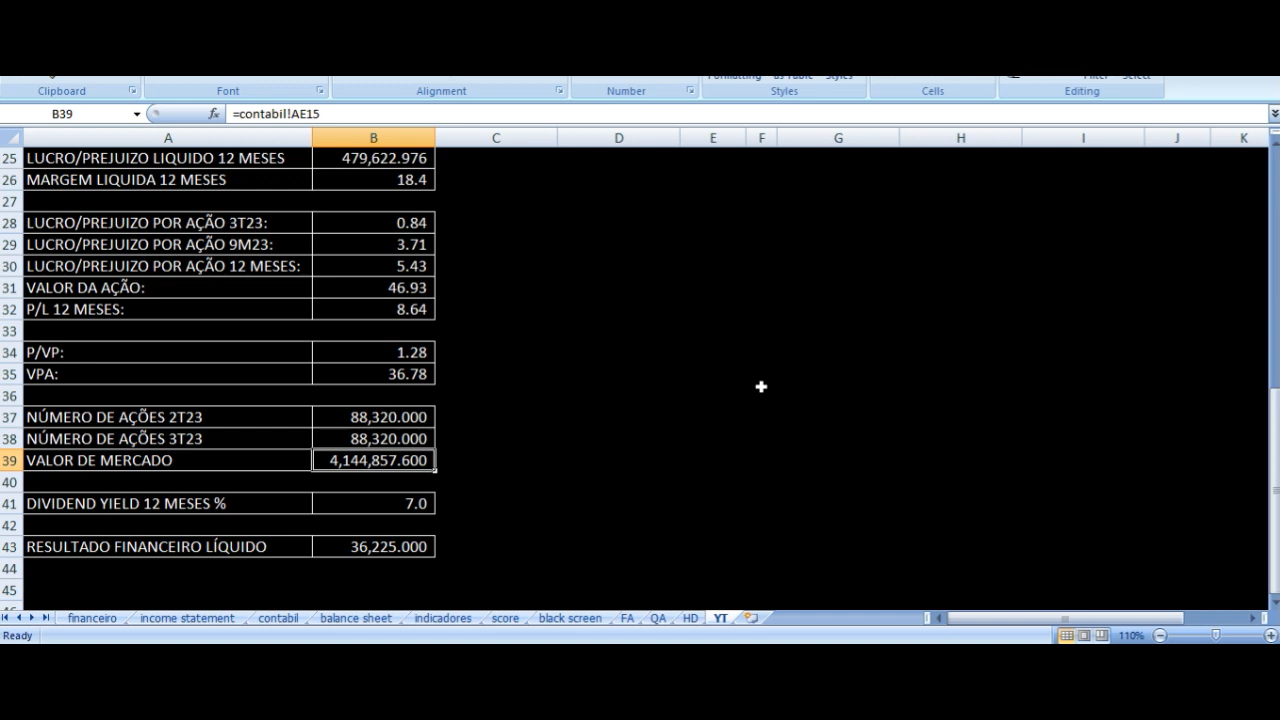 Clipboard Font Alignment Number Styles Cells Editing
B39 fx =contabil!AE15
A B C D E F G H I J K
25 LUCRO/PREJUIZO LIQUIDO 12 MESES 479,622.976
26 MARGEM LIQUIDA 12 MESES 18.4
27
28 LUCRO/PREJUIZO POR AÇÃO 3T23: 0.84
29 LUCRO/PREJUIZO POR AÇÃO 9M23: 3.71
30 LUCRO/PREJUIZO POR AÇÃO 12 MESES: 5.43
31 VALOR DA AÇÃO: 46.93
32 P/L 12 MESES: 8.64
33
34 P/VP: 1.28
35 VPA: 36.78
36
37 NÚMERO DE AÇÕES 2T23 88,320.000
38 NÚMERO DE AÇÕES 3T23 88,320.000
39 VALOR DE MERCADO 4,144,857.600
40
41 DIVIDEND YIELD 12 MESES % 7.0
42
43 RESULTADO FINANCEIRO LÍQUIDO 36,225.000
44
45
financeiro income statement contabil balance sheet indicadores score black screen FA QA HD YT
Ready 110%